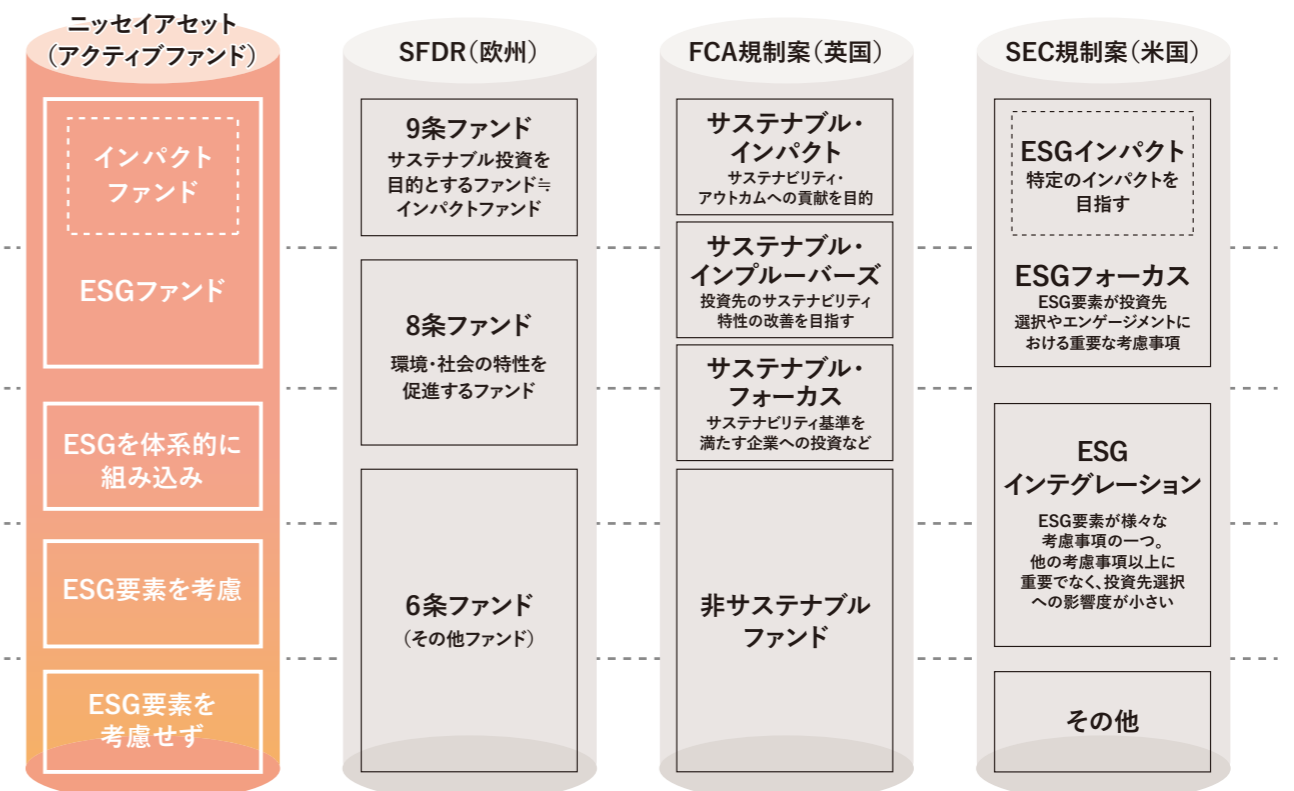 ニッセイアセット
（アクティブファンド）
インパクト
ファンド
ESGファンド
ESGを体系的に
組み込み
ESG要素を考慮
ESG要素を
考慮せず
SFDR（欧州）
9条ファンド
サステナブル投資を
目的とするファンド≒
インパクトファンド
8条ファンド
環境・社会の特性を
促進するファンド
6条ファンド
（その他ファンド）
FCA規制案（英国）
サステナブル・
インパクト
サステナビリティ・
アウトカムへの貢献を目的
サステナブル・
インプルーバーズ
投資先のサステナビリティ
特性の改善を目指す
サステナブル・
フォーカス
サステナビリティ基準を
満たす企業への投資など
非サステナブル
ファンド
SEC規制案（米国）
ESGインパクト
特定のインパクトを
目指す
ESGフォーカス
ESG要素が投資先
選択やエンゲージメントに
おける重要な考慮事項
ESG
インテグレーション
ESG要素が様々な
考慮事項の一つ。
他の考慮事項以上に
重要でなく、投資先選択
への影響度が小さい
その他